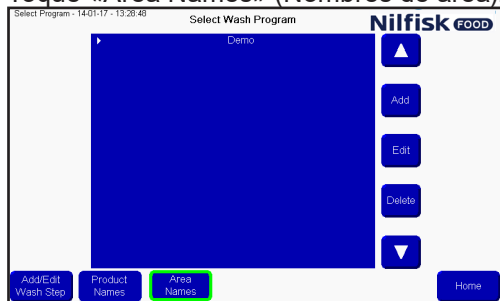 Toque «Area Names» (Nombres de área)
Select Program - 14-01-17 - 13:28:48
Select Wash Program
Nilfisk FOOD
Demo
Add
Edit
Delete
Add/Edit
Wash Step
Product
Names
Area
Names
Home